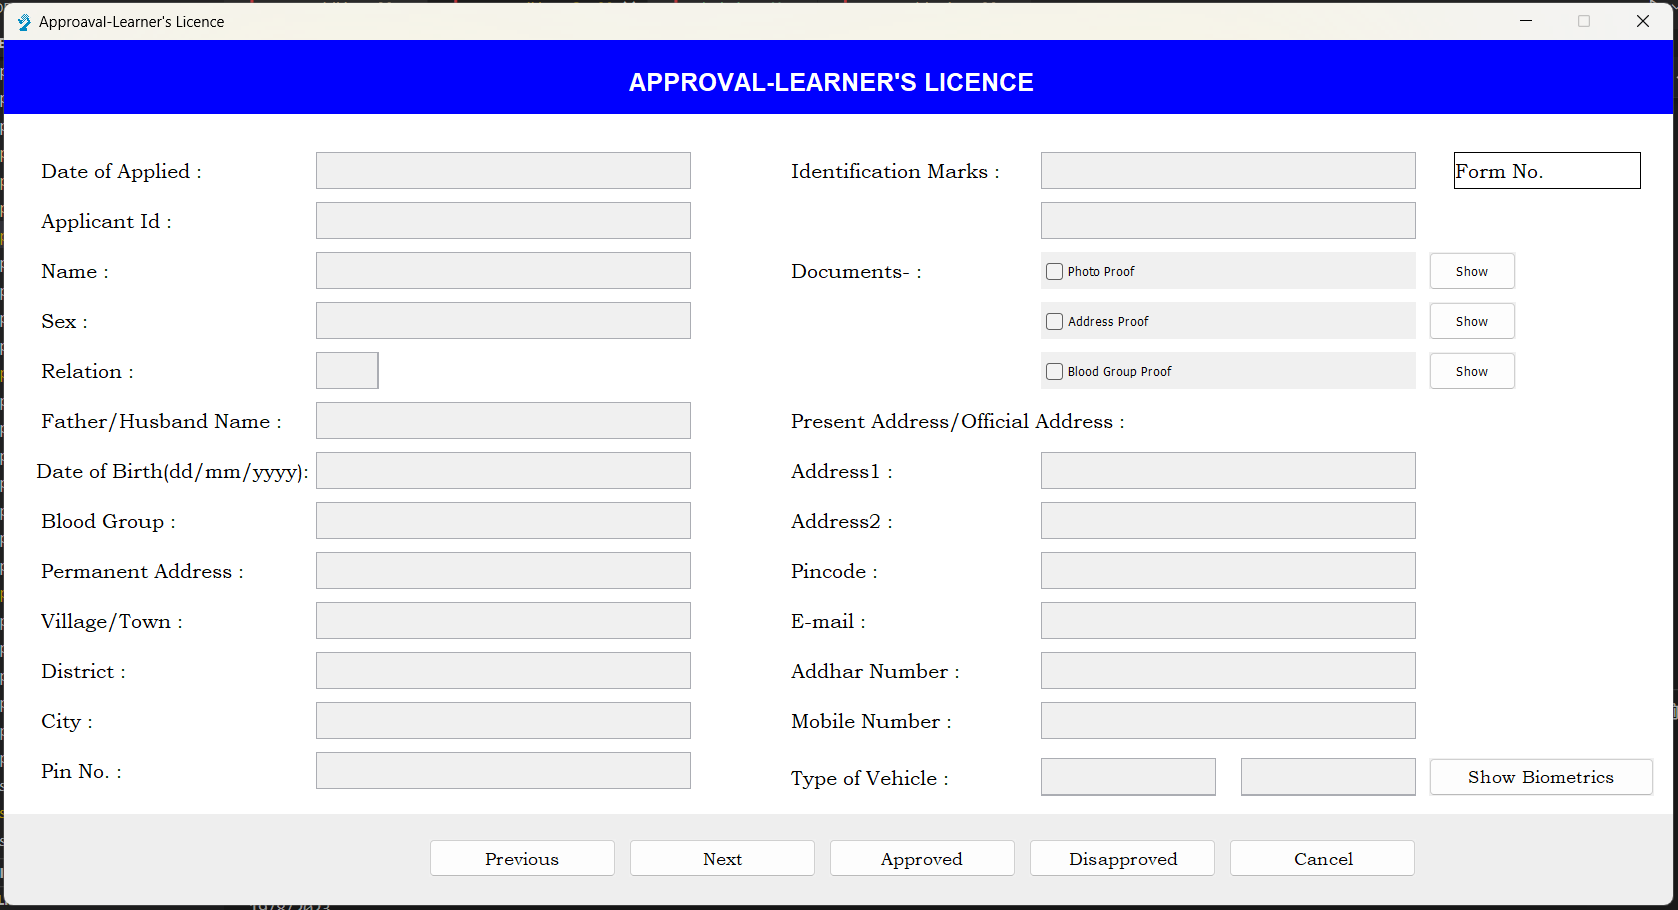 Approaval-Learner's Licence
APPROVAL-LEARNER'S LICENCE
Date of Applied :
Applicant Id :
Name :
Sex :
Relation :
Father/Husband Name :
Date of Birth(dd/mm/yyyy):
Blood Group :
Permanent Address :
Village/Town :
District :
City :
Pin No. :
Identification Marks :
Form No.
Documents- :
Photo Proof
Show
Address Proof
Show
Blood Group Proof
Show
Present Address/Official Address :
Address1 :
Address2 :
Pincode :
E-mail :
Addhar Number :
Mobile Number :
Type of Vehicle :
Show Biometrics
Previous
Next
Approved
Disapproved
Cancel